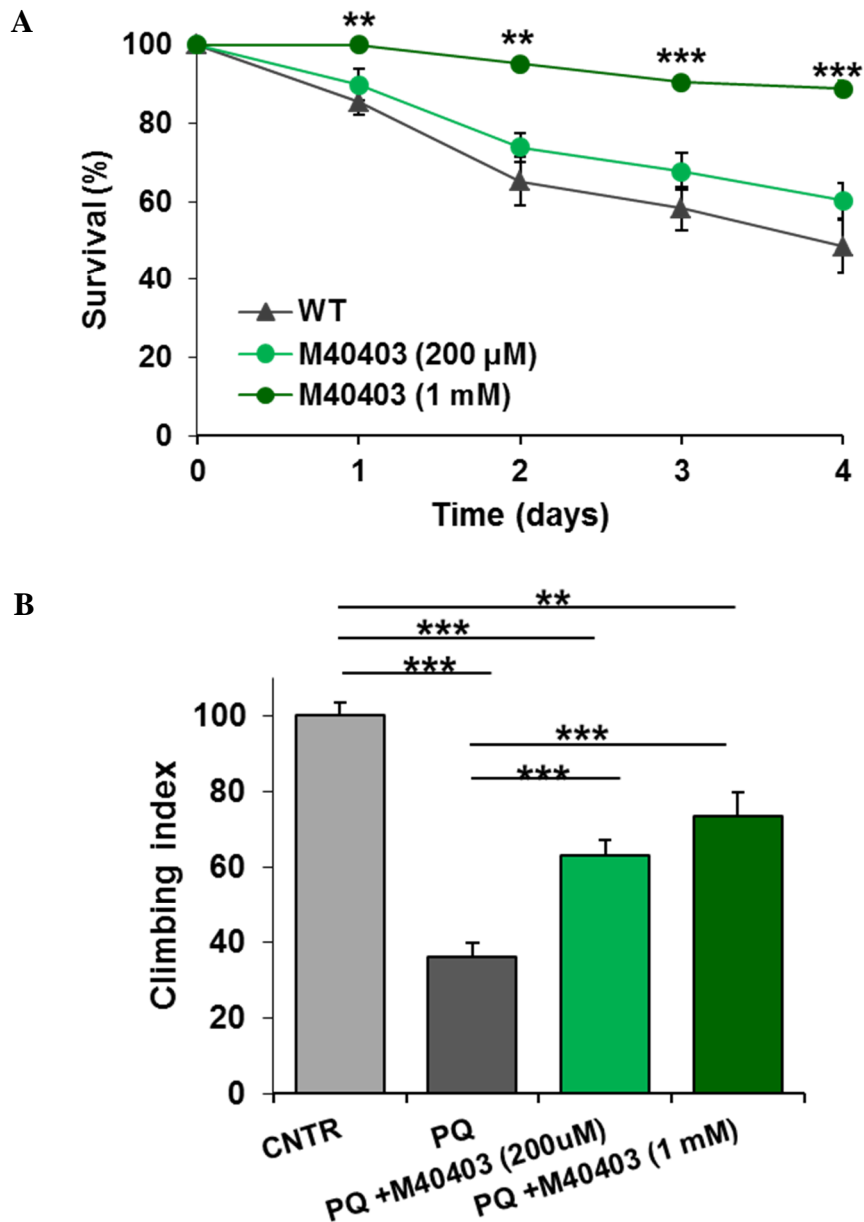 A
** ** *** ***
100
80
60
40
20
0
Survival (%)
WT
M40403 (200 µM)
M40403 (1 mM)
0 1 2 3 4
Time (days)
B
**
***
***
***
***
100
80
60
40
20
0
Climbing index
CNTR
PQ
PQ +M40403 (200uM)
PQ +M40403 (1 mM)